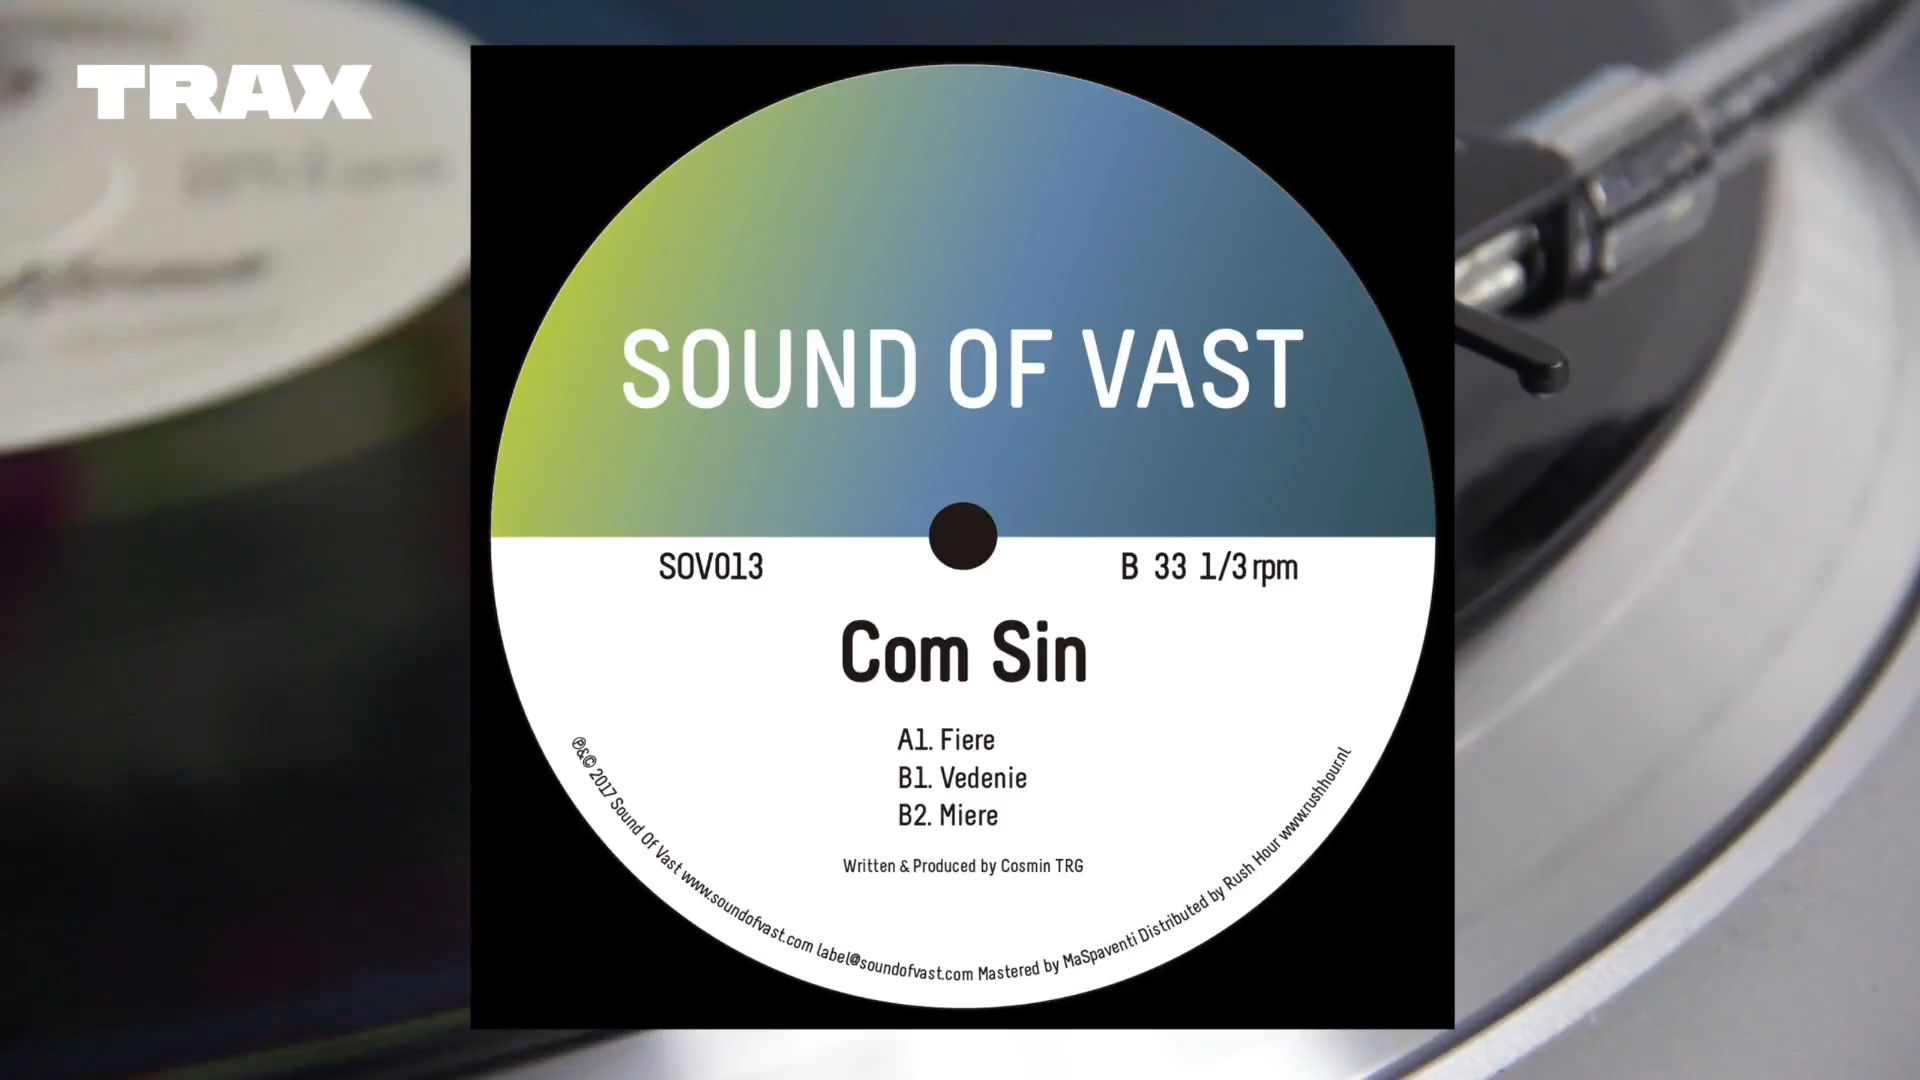 TRAX
SOUND OF VAST
SOV013
B 33 1/3 rpm
Com Sin
A1. Fiere
B1. Vedenie
B2. Miere
Written & Produced by Cosmin TRG
℗&© 2017 Sound Of Vast www.soundofvast.com label@soundofvast.com Mastered by MaSpaventi Distributed by Rush Hour www.rushhour.nl